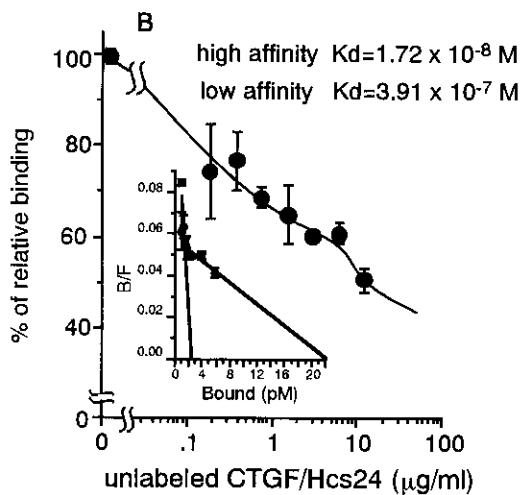 B
high affinity Kd=1.72 x 10-8 M
low affinity Kd=3.91 x 10-7 M
% of relative binding
100
80
60
40
0
0 .1 1 10 100
unlabeled CTGF/Hcs24 (μg/ml)
B/F
0.08
0.06
0.04
0.02
0.00
0 4 8 12 16 20
Bound (pM)